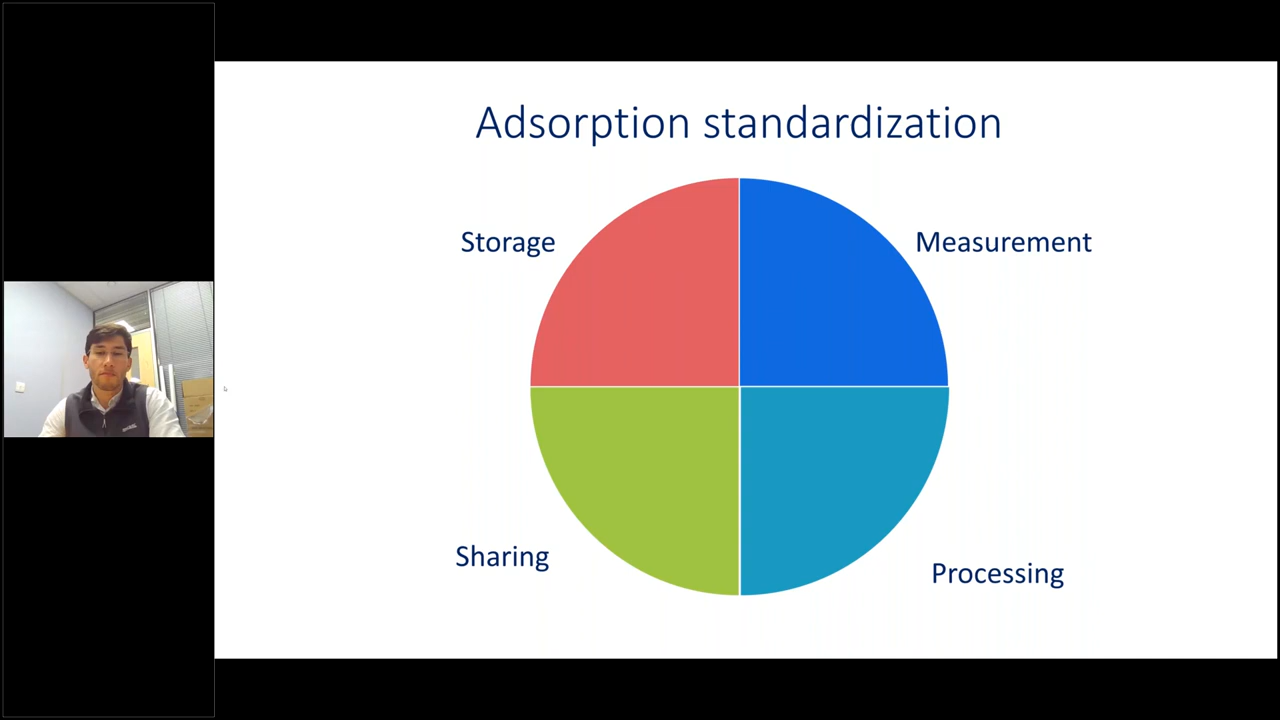 Adsorption standardization
Storage
Measurement
Sharing
Processing